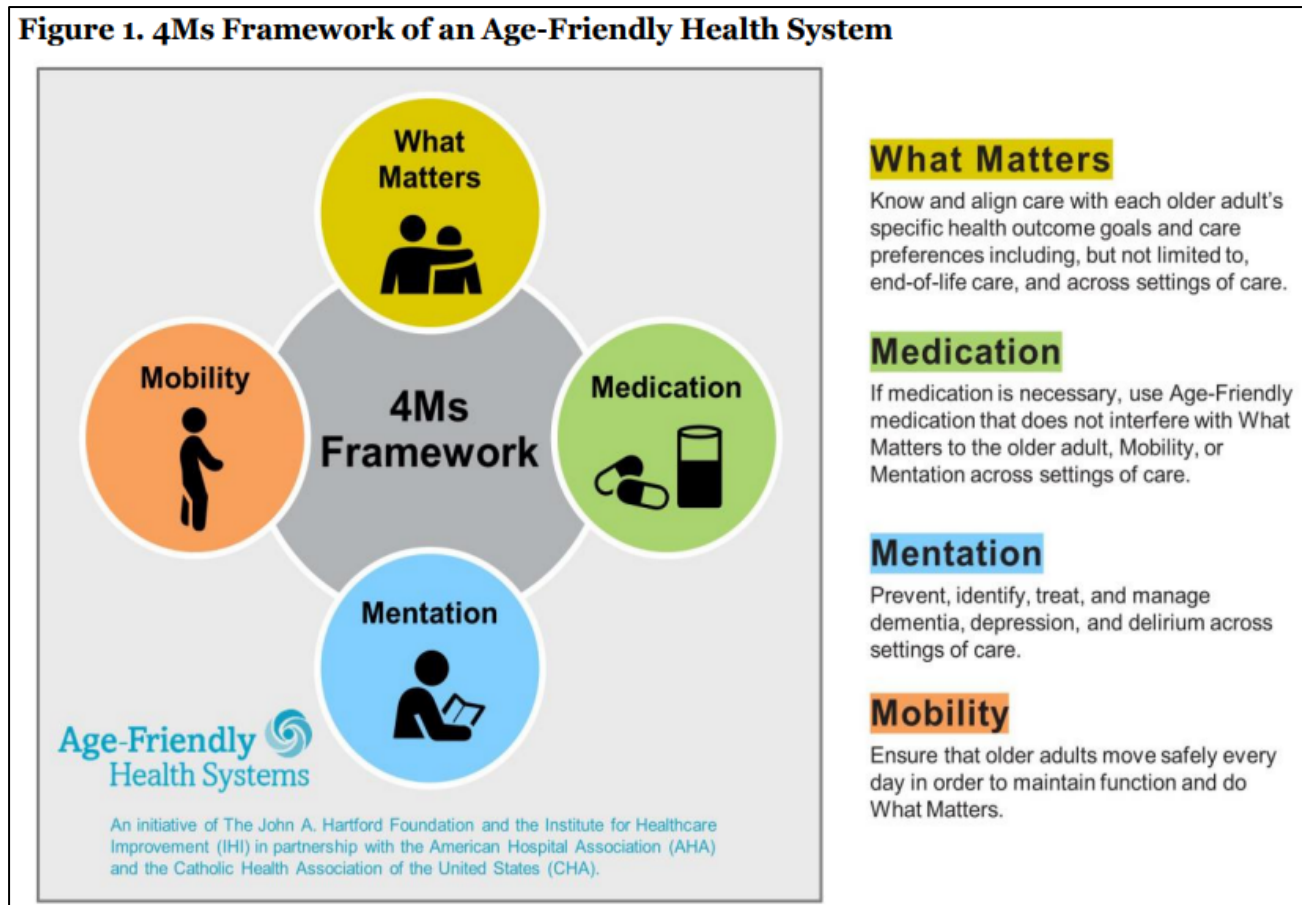 Figure 1. 4Ms Framework of an Age-Friendly Health System
What
Matters
Mobility
4Ms
Framework
Medication
Mentation
Age-Friendly
Health Systems
An initiative of The John A. Hartford Foundation and the Institute for Healthcare
Improvement (IHI) in partnership with the American Hospital Association (AHA)
and the Catholic Health Association of the United States (CHA).
What Matters
Know and align care with each older adult’s
specific health outcome goals and care
preferences including, but not limited to,
end-of-life care, and across settings of care.
Medication
If medication is necessary, use Age-Friendly
medication that does not interfere with What
Matters to the older adult, Mobility, or
Mentation across settings of care.
Mentation
Prevent, identify, treat, and manage
dementia, depression, and delirium across
settings of care.
Mobility
Ensure that older adults move safely every
day in order to maintain function and do
What Matters.